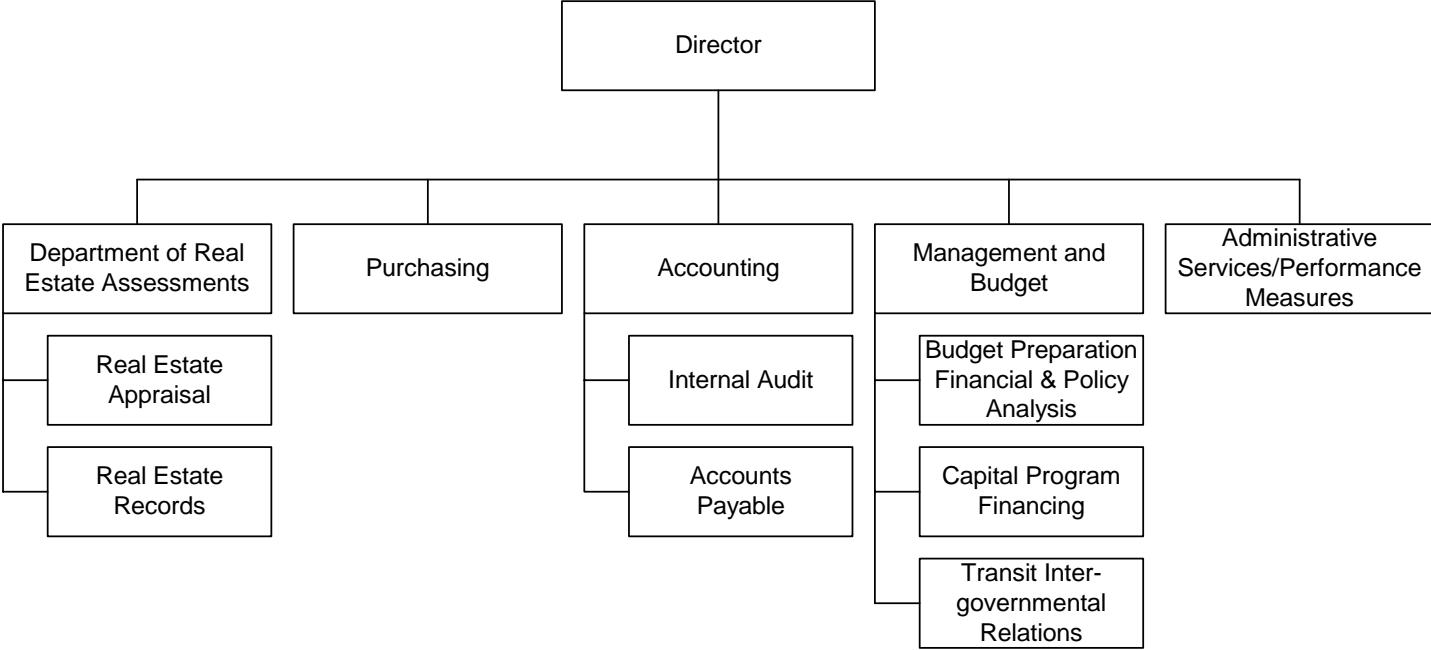 Director
Department of Real
Estate Assessments
Purchasing
Accounting
Management and
Budget
Administrative
Services/Performance
Measures
Real Estate
Appraisal
Real Estate
Records
Internal Audit
Accounts
Payable
Budget Preparation
Financial & Policy
Analysis
Capital Program
Financing
Transit Inter-
governmental
Relations